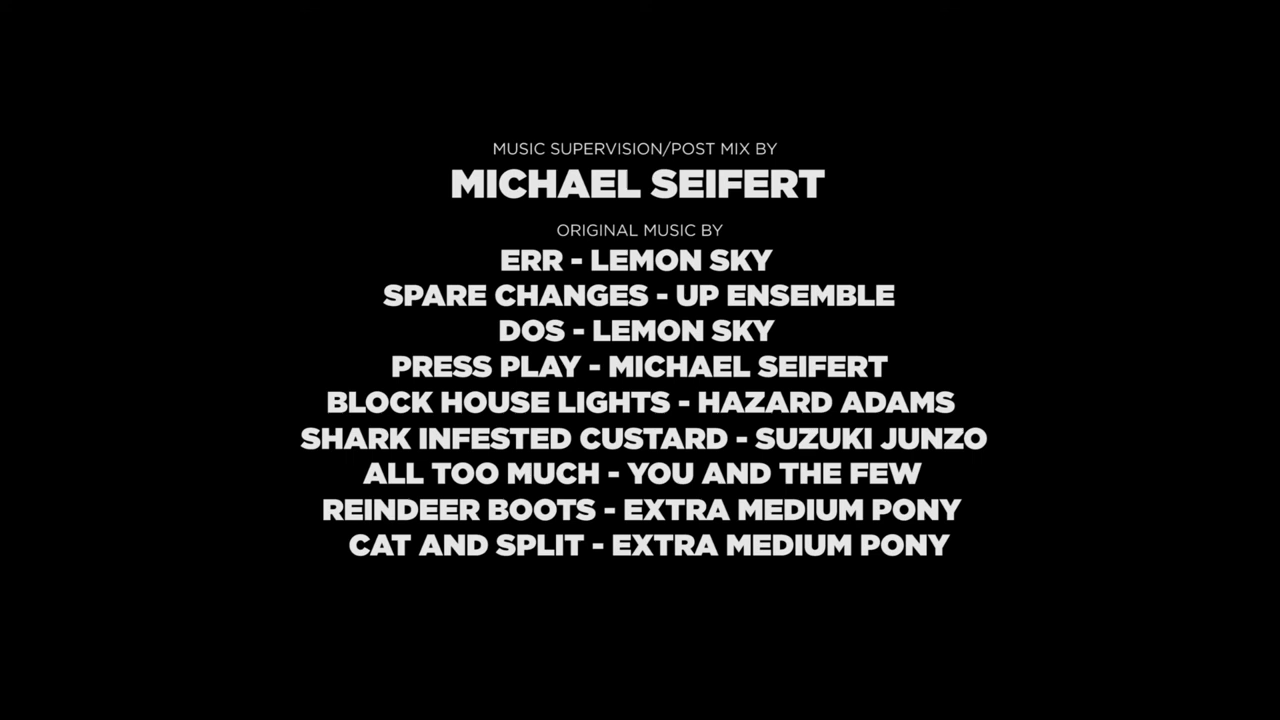 MUSIC SUPERVISION/POST MIX BY
MICHAEL SEIFERT
ORIGINAL MUSIC BY
ERR - LEMON SKY
SPARE CHANGES - UP ENSEMBLE
DOS - LEMON SKY
PRESS PLAY - MICHAEL SEIFERT
BLOCK HOUSE LIGHTS - HAZARD ADAMS
SHARK INFESTED CUSTARD - SUZUKI JUNZO
ALL TOO MUCH - YOU AND THE FEW
REINDEER BOOTS - EXTRA MEDIUM PONY
CAT AND SPLIT - EXTRA MEDIUM PONY